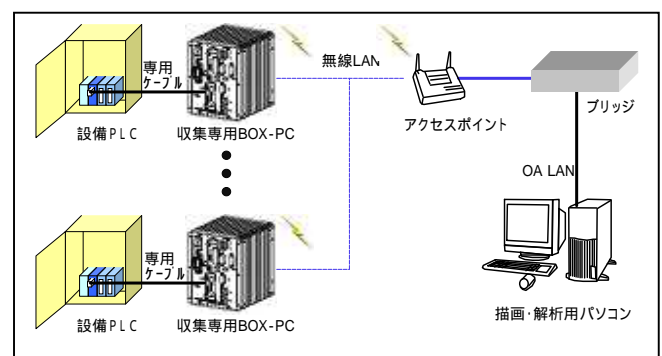 専用
ケーブル
無線LAN
設備PLC
収集専用BOX-PC
アクセスポイント
ブリッジ
OA LAN
専用
ケーブル
設備PLC
収集専用BOX-PC
描画・解析用パソコン